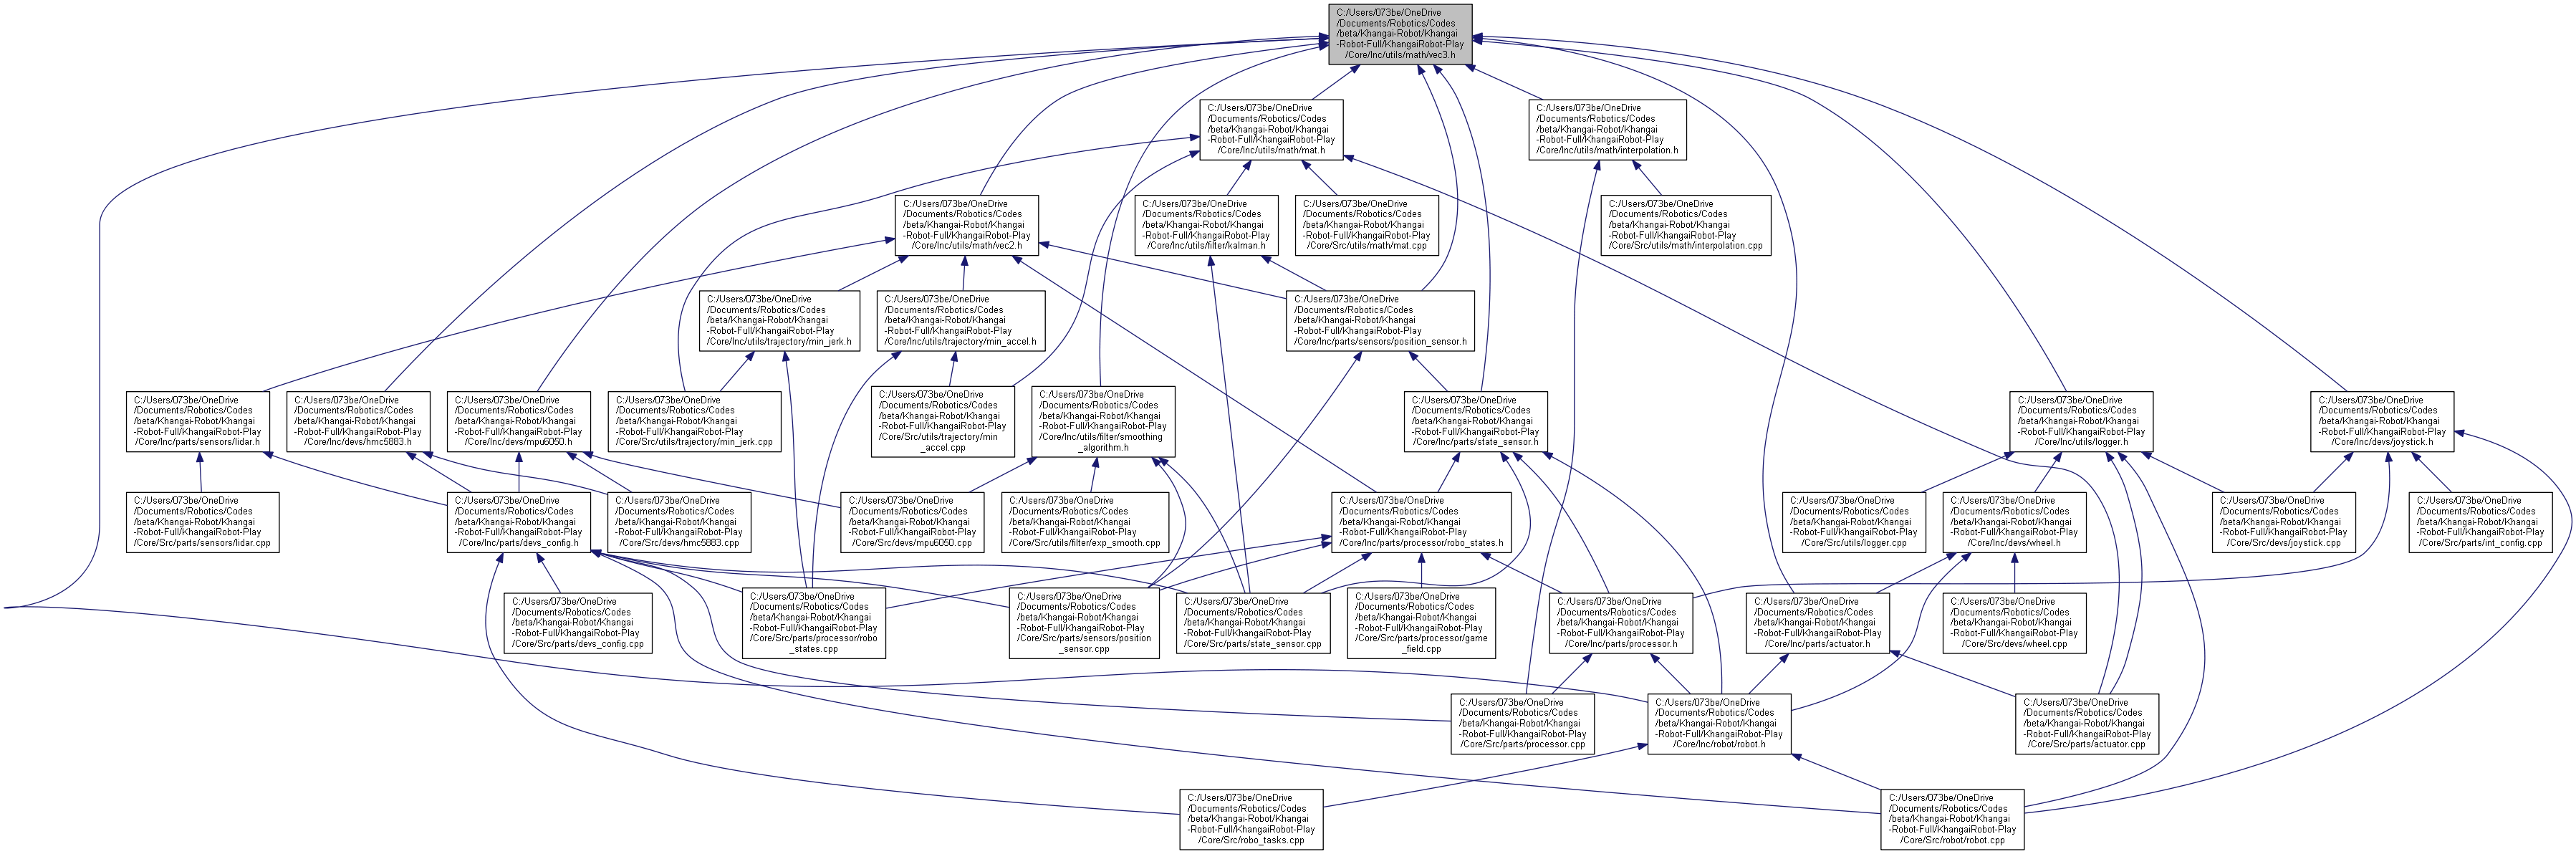 C:/Users/073be/OneDrive
/Documents/Robotics/Codes
/beta/Khangai-Robot/Khangai
-Robot-Full/KhangaiRobot-Play
/Core/Inc/utils/math/vec3.h
C:/Users/073be/OneDrive
/Documents/Robotics/Codes
/beta/Khangai-Robot/Khangai
-Robot-Full/KhangaiRobot-Play
/Core/Inc/utils/math/mat.h
C:/Users/073be/OneDrive
/Documents/Robotics/Codes
/beta/Khangai-Robot/Khangai
-Robot-Full/KhangaiRobot-Play
/Core/Inc/utils/math/interpolation.h
C:/Users/073be/OneDrive
/Documents/Robotics/Codes
/beta/Khangai-Robot/Khangai
-Robot-Full/KhangaiRobot-Play
/Core/Inc/utils/math/vec2.h
C:/Users/073be/OneDrive
/Documents/Robotics/Codes
/beta/Khangai-Robot/Khangai
-Robot-Full/KhangaiRobot-Play
/Core/Inc/utils/filter/kalman.h
C:/Users/073be/OneDrive
/Documents/Robotics/Codes
/beta/Khangai-Robot/Khangai
-Robot-Full/KhangaiRobot-Play
/Core/Src/utils/math/mat.cpp
C:/Users/073be/OneDrive
/Documents/Robotics/Codes
/beta/Khangai-Robot/Khangai
-Robot-Full/KhangaiRobot-Play
/Core/Src/utils/math/interpolation.cpp
C:/Users/073be/OneDrive
/Documents/Robotics/Codes
/beta/Khangai-Robot/Khangai
-Robot-Full/KhangaiRobot-Play
/Core/Inc/utils/trajectory/min_jerk.h
C:/Users/073be/OneDrive
/Documents/Robotics/Codes
/beta/Khangai-Robot/Khangai
-Robot-Full/KhangaiRobot-Play
/Core/Inc/utils/trajectory/min_accel.h
C:/Users/073be/OneDrive
/Documents/Robotics/Codes
/beta/Khangai-Robot/Khangai
-Robot-Full/KhangaiRobot-Play
/Core/Inc/parts/sensors/position_sensor.h
C:/Users/073be/OneDrive
/Documents/Robotics/Codes
/beta/Khangai-Robot/Khangai
-Robot-Full/KhangaiRobot-Play
/Core/Inc/parts/sensors/lidar.h
C:/Users/073be/OneDrive
/Documents/Robotics/Codes
/beta/Khangai-Robot/Khangai
-Robot-Full/KhangaiRobot-Play
/Core/Inc/devs/hmc5883.h
C:/Users/073be/OneDrive
/Documents/Robotics/Codes
/beta/Khangai-Robot/Khangai
-Robot-Full/KhangaiRobot-Play
/Core/Inc/devs/mpu6050.h
C:/Users/073be/OneDrive
/Documents/Robotics/Codes
/beta/Khangai-Robot/Khangai
-Robot-Full/KhangaiRobot-Play
/Core/Src/utils/trajectory/min_jerk.cpp
C:/Users/073be/OneDrive
/Documents/Robotics/Codes
/beta/Khangai-Robot/Khangai
-Robot-Full/KhangaiRobot-Play
/Core/Src/utils/trajectory/min
_accel.cpp
C:/Users/073be/OneDrive
/Documents/Robotics/Codes
/beta/Khangai-Robot/Khangai
-Robot-Full/KhangaiRobot-Play
/Core/Inc/utils/filter/smoothing
_algorithm.h
C:/Users/073be/OneDrive
/Documents/Robotics/Codes
/beta/Khangai-Robot/Khangai
-Robot-Full/KhangaiRobot-Play
/Core/Inc/parts/state_sensor.h
C:/Users/073be/OneDrive
/Documents/Robotics/Codes
/beta/Khangai-Robot/Khangai
-Robot-Full/KhangaiRobot-Play
/Core/Inc/utils/logger.h
C:/Users/073be/OneDrive
/Documents/Robotics/Codes
/beta/Khangai-Robot/Khangai
-Robot-Full/KhangaiRobot-Play
/Core/Inc/devs/joystick.h
C:/Users/073be/OneDrive
/Documents/Robotics/Codes
/beta/Khangai-Robot/Khangai
-Robot-Full/KhangaiRobot-Play
/Core/Src/parts/sensors/lidar.cpp
C:/Users/073be/OneDrive
/Documents/Robotics/Codes
/beta/Khangai-Robot/Khangai
-Robot-Full/KhangaiRobot-Play
/Core/Inc/parts/devs_config.h
C:/Users/073be/OneDrive
/Documents/Robotics/Codes
/beta/Khangai-Robot/Khangai
-Robot-Full/KhangaiRobot-Play
/Core/Src/devs/hmc5883.cpp
C:/Users/073be/OneDrive
/Documents/Robotics/Codes
/beta/Khangai-Robot/Khangai
-Robot-Full/KhangaiRobot-Play
/Core/Src/devs/mpu6050.cpp
C:/Users/073be/OneDrive
/Documents/Robotics/Codes
/beta/Khangai-Robot/Khangai
-Robot-Full/KhangaiRobot-Play
/Core/Src/utils/filter/exp_smooth.cpp
C:/Users/073be/OneDrive
/Documents/Robotics/Codes
/beta/Khangai-Robot/Khangai
-Robot-Full/KhangaiRobot-Play
/Core/Inc/parts/processor/robo_states.h
C:/Users/073be/OneDrive
/Documents/Robotics/Codes
/beta/Khangai-Robot/Khangai
-Robot-Full/KhangaiRobot-Play
/Core/Src/utils/logger.cpp
C:/Users/073be/OneDrive
/Documents/Robotics/Codes
/beta/Khangai-Robot/Khangai
-Robot-Full/KhangaiRobot-Play
/Core/Inc/devs/wheel.h
C:/Users/073be/OneDrive
/Documents/Robotics/Codes
/beta/Khangai-Robot/Khangai
-Robot-Full/KhangaiRobot-Play
/Core/Src/devs/joystick.cpp
C:/Users/073be/OneDrive
/Documents/Robotics/Codes
/beta/Khangai-Robot/Khangai
-Robot-Full/KhangaiRobot-Play
/Core/Src/parts/int_config.cpp
C:/Users/073be/OneDrive
/Documents/Robotics/Codes
/beta/Khangai-Robot/Khangai
-Robot-Full/KhangaiRobot-Play
/Core/Src/parts/devs_config.cpp
C:/Users/073be/OneDrive
/Documents/Robotics/Codes
/beta/Khangai-Robot/Khangai
-Robot-Full/KhangaiRobot-Play
/Core/Src/parts/processor/robo
_states.cpp
C:/Users/073be/OneDrive
/Documents/Robotics/Codes
/beta/Khangai-Robot/Khangai
-Robot-Full/KhangaiRobot-Play
/Core/Src/parts/sensors/position
_sensor.cpp
C:/Users/073be/OneDrive
/Documents/Robotics/Codes
/beta/Khangai-Robot/Khangai
-Robot-Full/KhangaiRobot-Play
/Core/Src/parts/state_sensor.cpp
C:/Users/073be/OneDrive
/Documents/Robotics/Codes
/beta/Khangai-Robot/Khangai
-Robot-Full/KhangaiRobot-Play
/Core/Src/parts/processor/game
_field.cpp
C:/Users/073be/OneDrive
/Documents/Robotics/Codes
/beta/Khangai-Robot/Khangai
-Robot-Full/KhangaiRobot-Play
/Core/Inc/parts/processor.h
C:/Users/073be/OneDrive
/Documents/Robotics/Codes
/beta/Khangai-Robot/Khangai
-Robot-Full/KhangaiRobot-Play
/Core/Inc/parts/actuator.h
C:/Users/073be/OneDrive
/Documents/Robotics/Codes
/beta/Khangai-Robot/Khangai
-Robot-Full/KhangaiRobot-Play
/Core/Src/devs/wheel.cpp
C:/Users/073be/OneDrive
/Documents/Robotics/Codes
/beta/Khangai-Robot/Khangai
-Robot-Full/KhangaiRobot-Play
/Core/Src/parts/processor.cpp
C:/Users/073be/OneDrive
/Documents/Robotics/Codes
/beta/Khangai-Robot/Khangai
-Robot-Full/KhangaiRobot-Play
/Core/Inc/robot/robot.h
C:/Users/073be/OneDrive
/Documents/Robotics/Codes
/beta/Khangai-Robot/Khangai
-Robot-Full/KhangaiRobot-Play
/Core/Src/parts/actuator.cpp
C:/Users/073be/OneDrive
/Documents/Robotics/Codes
/beta/Khangai-Robot/Khangai
-Robot-Full/KhangaiRobot-Play
/Core/Src/robo_tasks.cpp
C:/Users/073be/OneDrive
/Documents/Robotics/Codes
/beta/Khangai-Robot/Khangai
-Robot-Full/KhangaiRobot-Play
/Core/Src/robot/robot.cpp